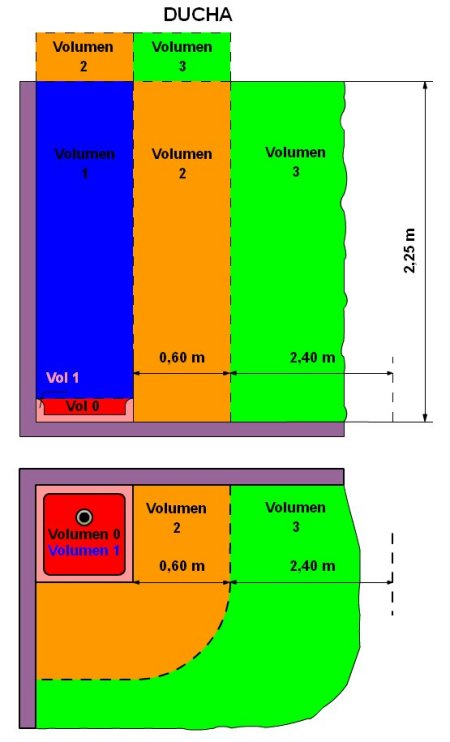 DUCHA
Volumen
2
Volumen
3
Volumen
1
Volumen
2
Volumen
3
2,25 m
0,60 m
2,40 m
Vol 1
Vol 0
Volumen 0
Volumen 1
Volumen
2
Volumen
3
0,60 m
2,40 m